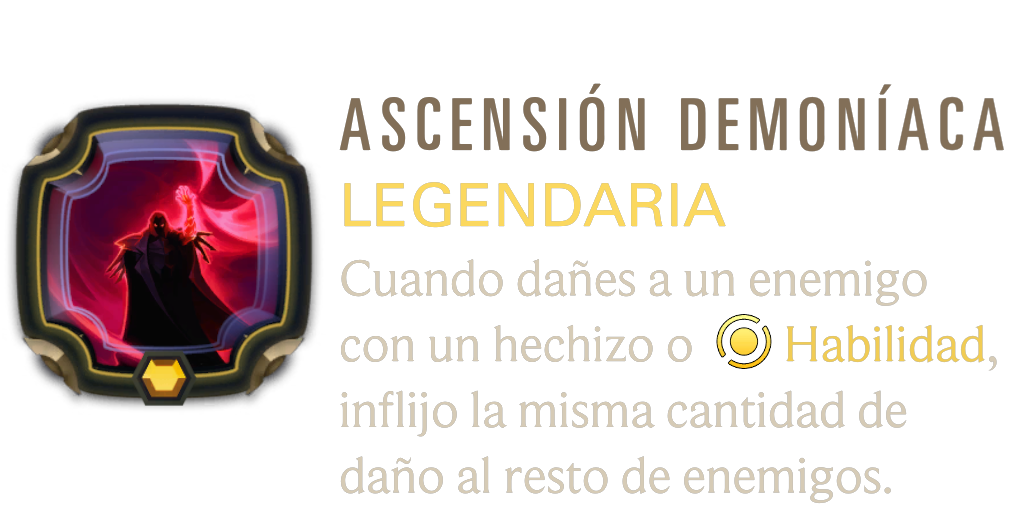 ASCENSIÓN DEMONÍACA
LEGENDARIA
Cuando dañes a un enemigo
con un hechizo o Habilidad,
inflijo la misma cantidad de
daño al resto de enemigos.